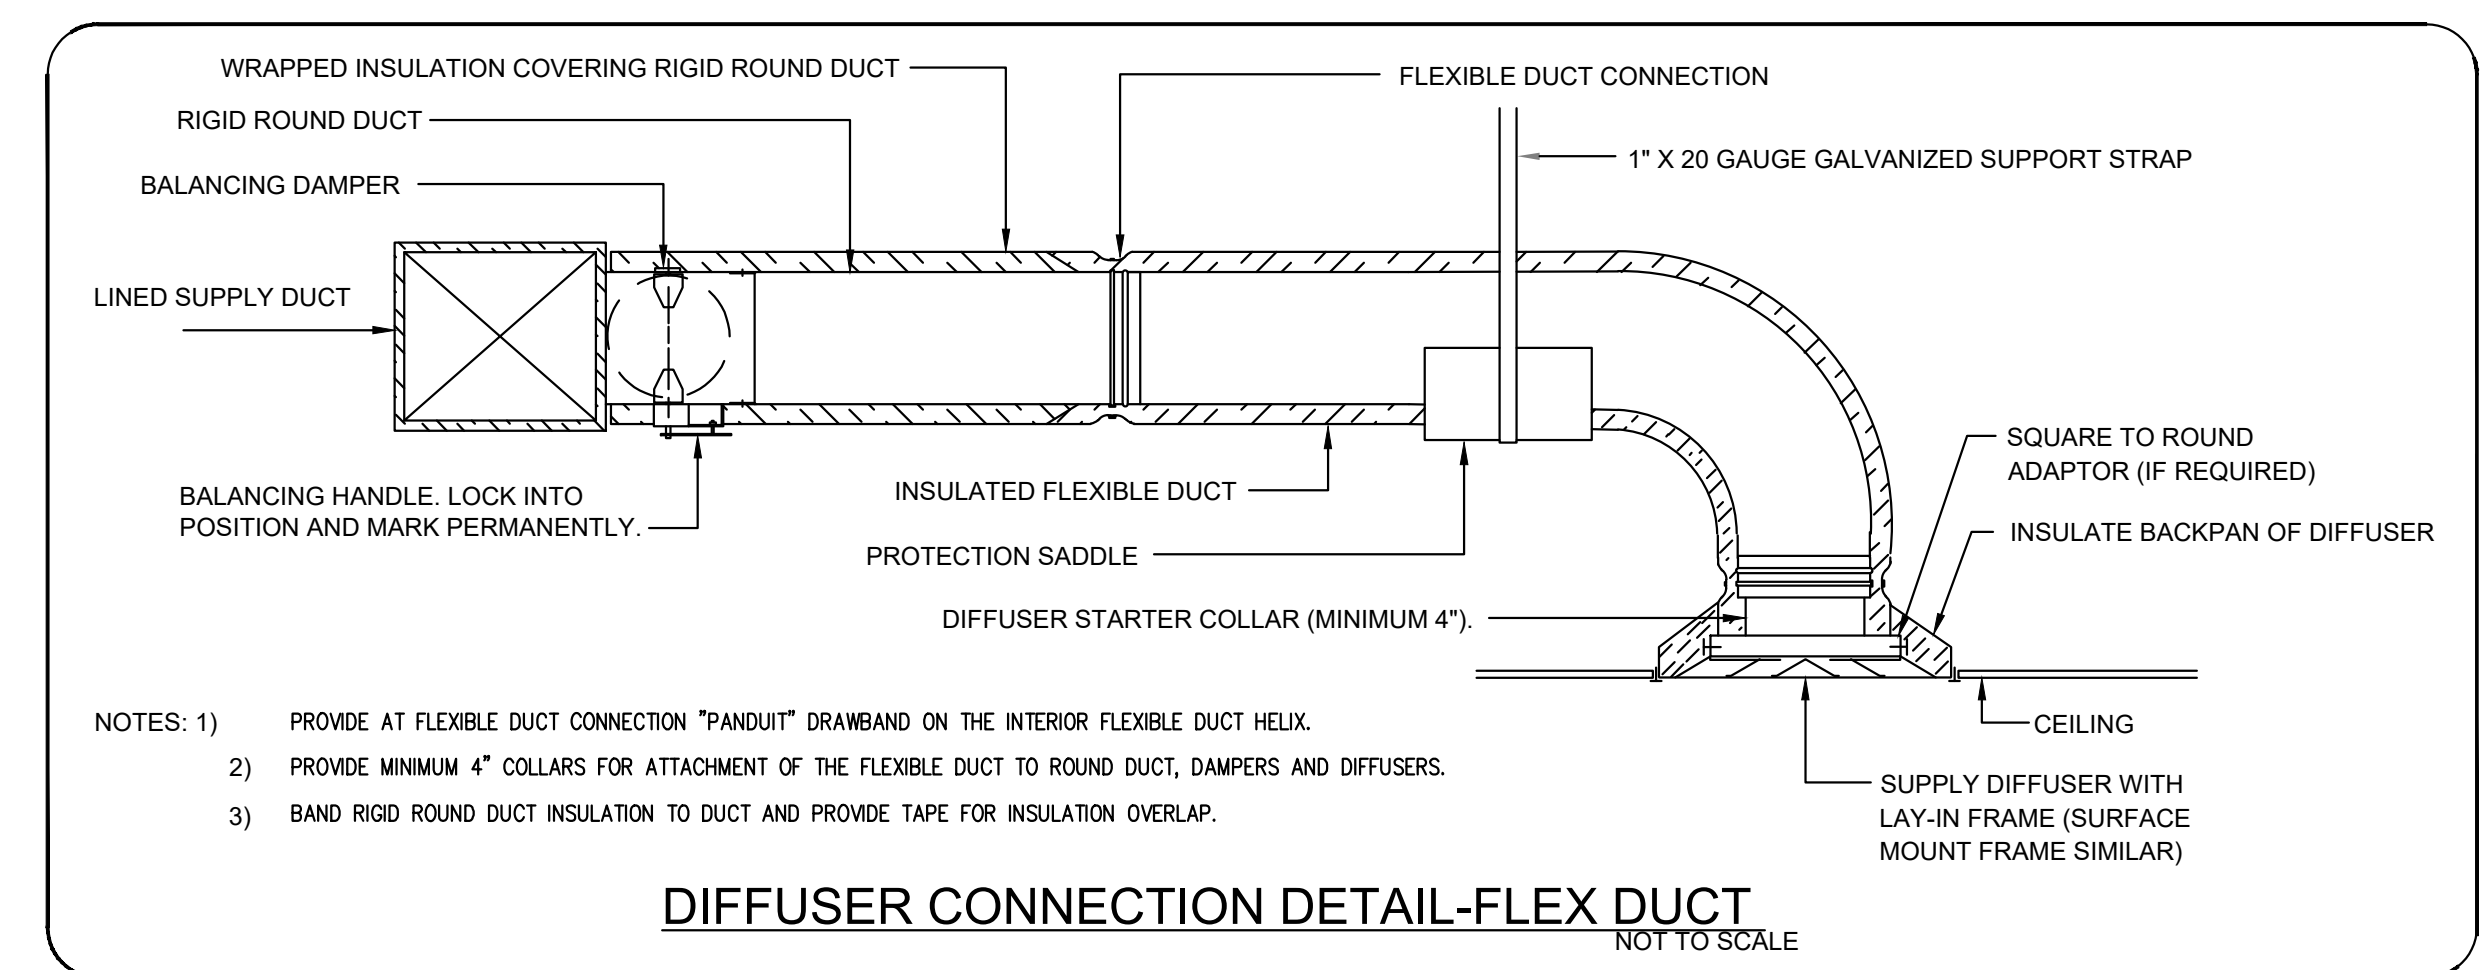 WRAPPED INSULATION COVERING RIGID ROUND DUCT
FLEXIBLE DUCT CONNECTION
RIGID ROUND DUCT
1" X 20 GAUGE GALVANIZED SUPPORT STRAP
BALANCING DAMPER
LINED SUPPLY DUCT
SQUARE TO ROUND
ADAPTOR (IF REQUIRED)
BALANCING HANDLE. LOCK INTO
POSITION AND MARK PERMANENTLY.
INSULATED FLEXIBLE DUCT
INSULATE BACKPAN OF DIFFUSER
PROTECTION SADDLE
DIFFUSER STARTER COLLAR (MINIMUM 4").
CEILING
SUPPLY DIFFUSER WITH
LAY-IN FRAME (SURFACE
MOUNT FRAME SIMILAR)
NOTES: 1) PROVIDE AT FLEXIBLE DUCT CONNECTION "PANDUIT" DRAWBAND ON THE INTERIOR FLEXIBLE DUCT HELIX.
2) PROVIDE MINIMUM 4" COLLARS FOR ATTACHMENT OF THE FLEXIBLE DUCT TO ROUND DUCT, DAMPERS AND DIFFUSERS.
3) BAND RIGID ROUND DUCT INSULATION TO DUCT AND PROVIDE TAPE FOR INSULATION OVERLAP.
DIFFUSER CONNECTION DETAIL-FLEX DUCT
NOT TO SCALE